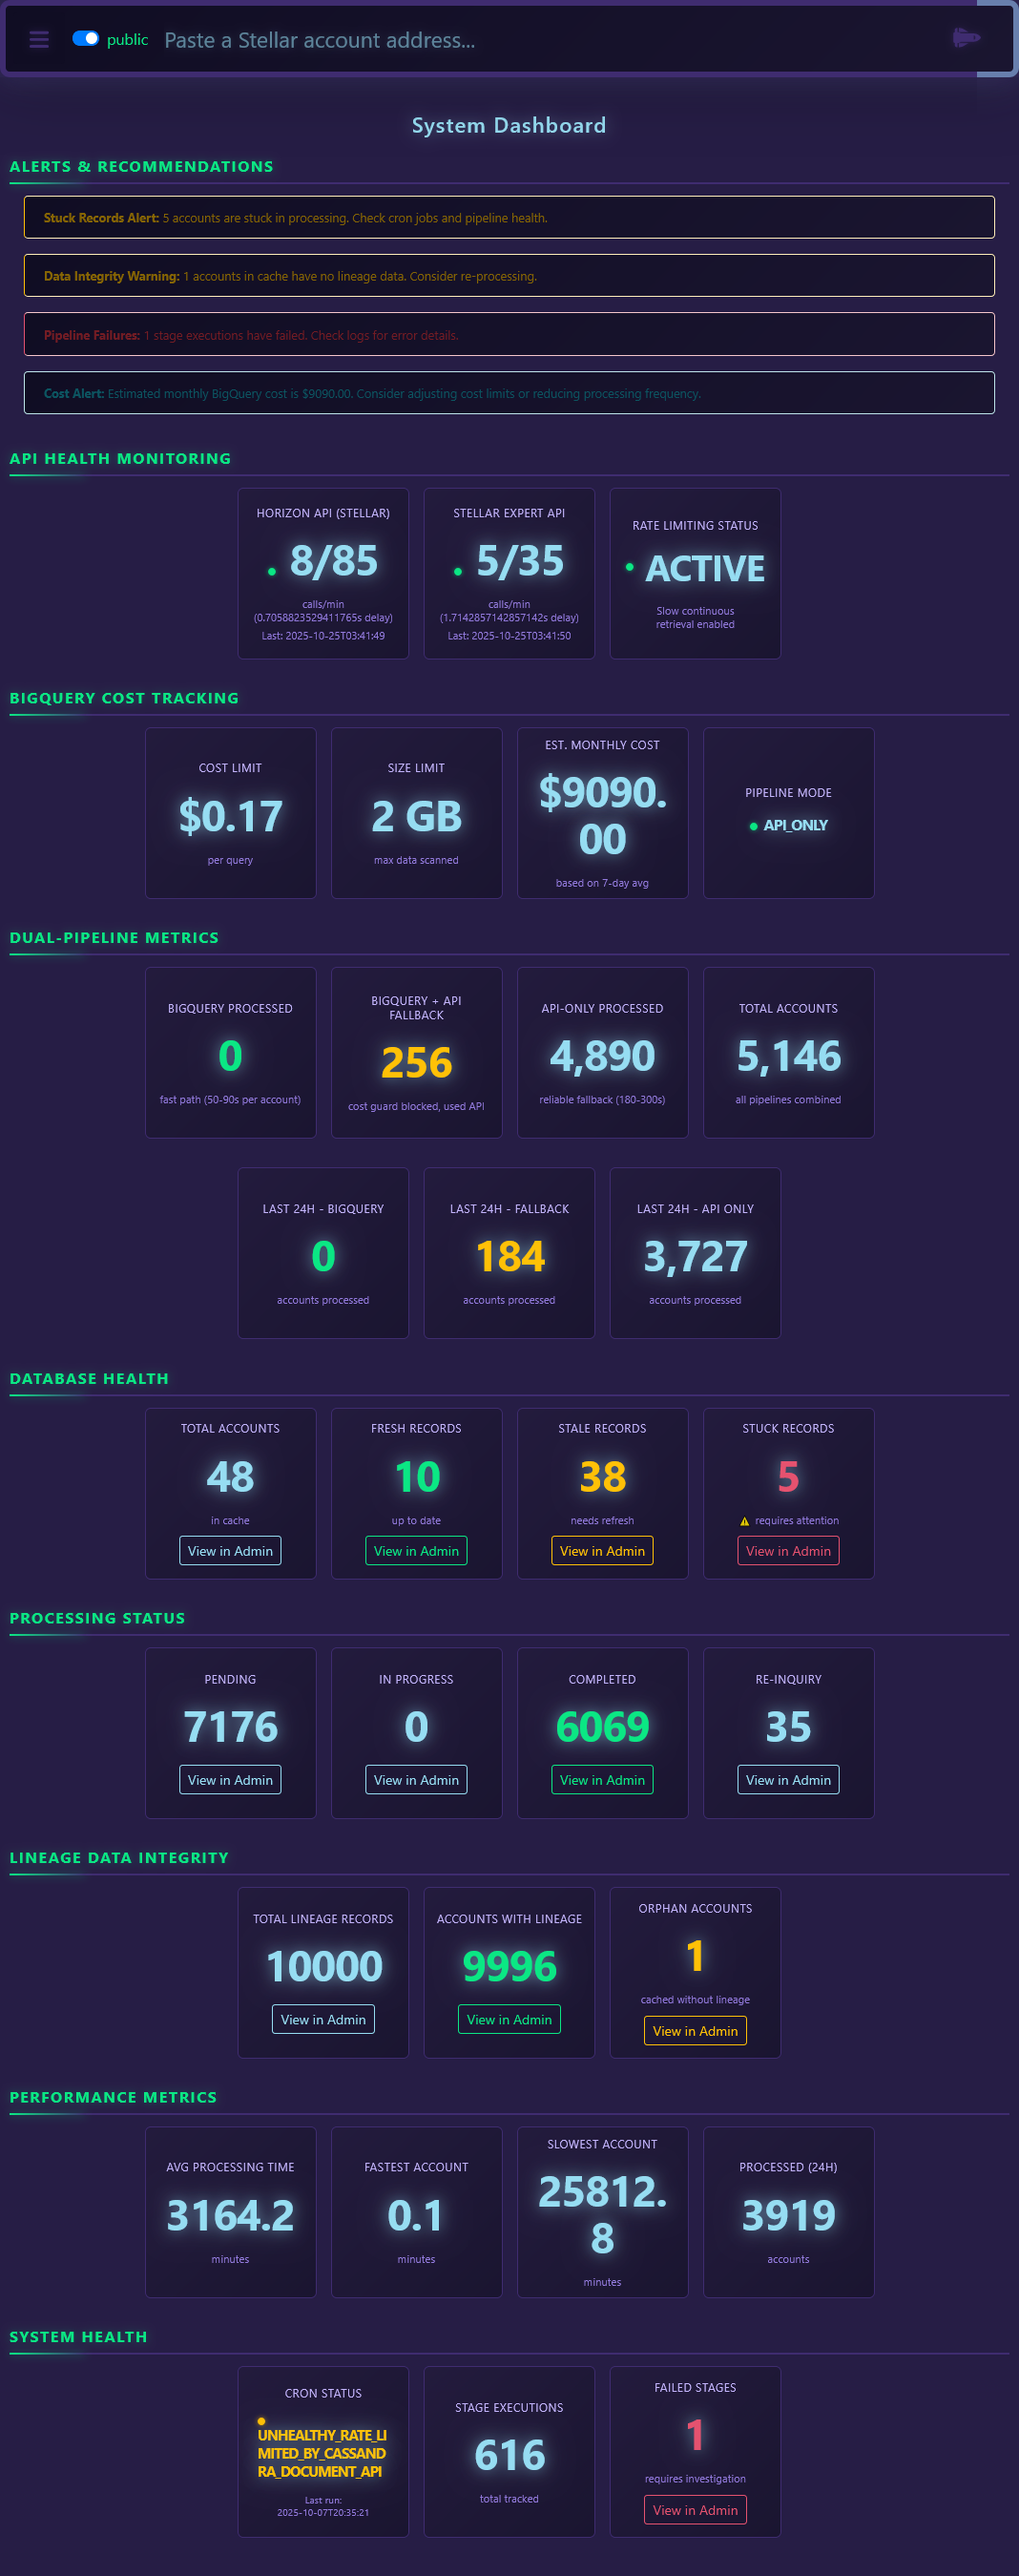 public
Paste a Stellar account address...
System Dashboard
ALERTS & RECOMMENDATIONS
Stuck Records Alert: 5 accounts are stuck in processing. Check cron jobs and pipeline health.
Data Integrity Warning: 1 accounts in cache have no lineage data. Consider re-processing.
Pipeline Failures: 1 stage executions have failed. Check logs for error details.
Cost Alert: Estimated monthly BigQuery cost is $9090.00. Consider adjusting cost limits or reducing processing frequency.
API HEALTH MONITORING
HORIZON API (STELLAR)
8/85
calls/min
(0.7058823529411765s delay)
Last: 2025-10-25T03:41:49
STELLAR EXPERT API
5/35
calls/min
(1.7142857142857142s delay)
Last: 2025-10-25T03:41:50
RATE LIMITING STATUS
ACTIVE
Slow continuous
retrieval enabled
BIGQUERY COST TRACKING
COST LIMIT
$0.17
per query
SIZE LIMIT
2 GB
max data scanned
EST. MONTHLY COST
$9090.
00
based on 7-day avg
PIPELINE MODE
API_ONLY
DUAL-PIPELINE METRICS
BIGQUERY PROCESSED
0
fast path (50-90s per account)
BIGQUERY + API
FALLBACK
256
cost guard blocked, used API
API-ONLY PROCESSED
4,890
reliable fallback (180-300s)
TOTAL ACCOUNTS
5,146
all pipelines combined
LAST 24H - BIGQUERY
0
accounts processed
LAST 24H - FALLBACK
184
accounts processed
LAST 24H - API ONLY
3,727
accounts processed
DATABASE HEALTH
TOTAL ACCOUNTS
48
in cache
View in Admin
FRESH RECORDS
10
up to date
View in Admin
STALE RECORDS
38
needs refresh
View in Admin
STUCK RECORDS
5
requires attention
View in Admin
PROCESSING STATUS
PENDING
7176
View in Admin
IN PROGRESS
0
View in Admin
COMPLETED
6069
View in Admin
RE-INQUIRY
35
View in Admin
LINEAGE DATA INTEGRITY
TOTAL LINEAGE RECORDS
10000
View in Admin
ACCOUNTS WITH LINEAGE
9996
View in Admin
ORPHAN ACCOUNTS
1
cached without lineage
View in Admin
PERFORMANCE METRICS
AVG PROCESSING TIME
3164.2
minutes
FASTEST ACCOUNT
0.1
minutes
SLOWEST ACCOUNT
25812.
8
minutes
PROCESSED (24H)
3919
accounts
SYSTEM HEALTH
CRON STATUS
UNHEALTHY_RATE_LI
MITED_BY_CASSAND
RA_DOCUMENT_API
Last run:
2025-10-07T20:35:21
STAGE EXECUTIONS
616
total tracked
FAILED STAGES
1
requires investigation
View in Admin